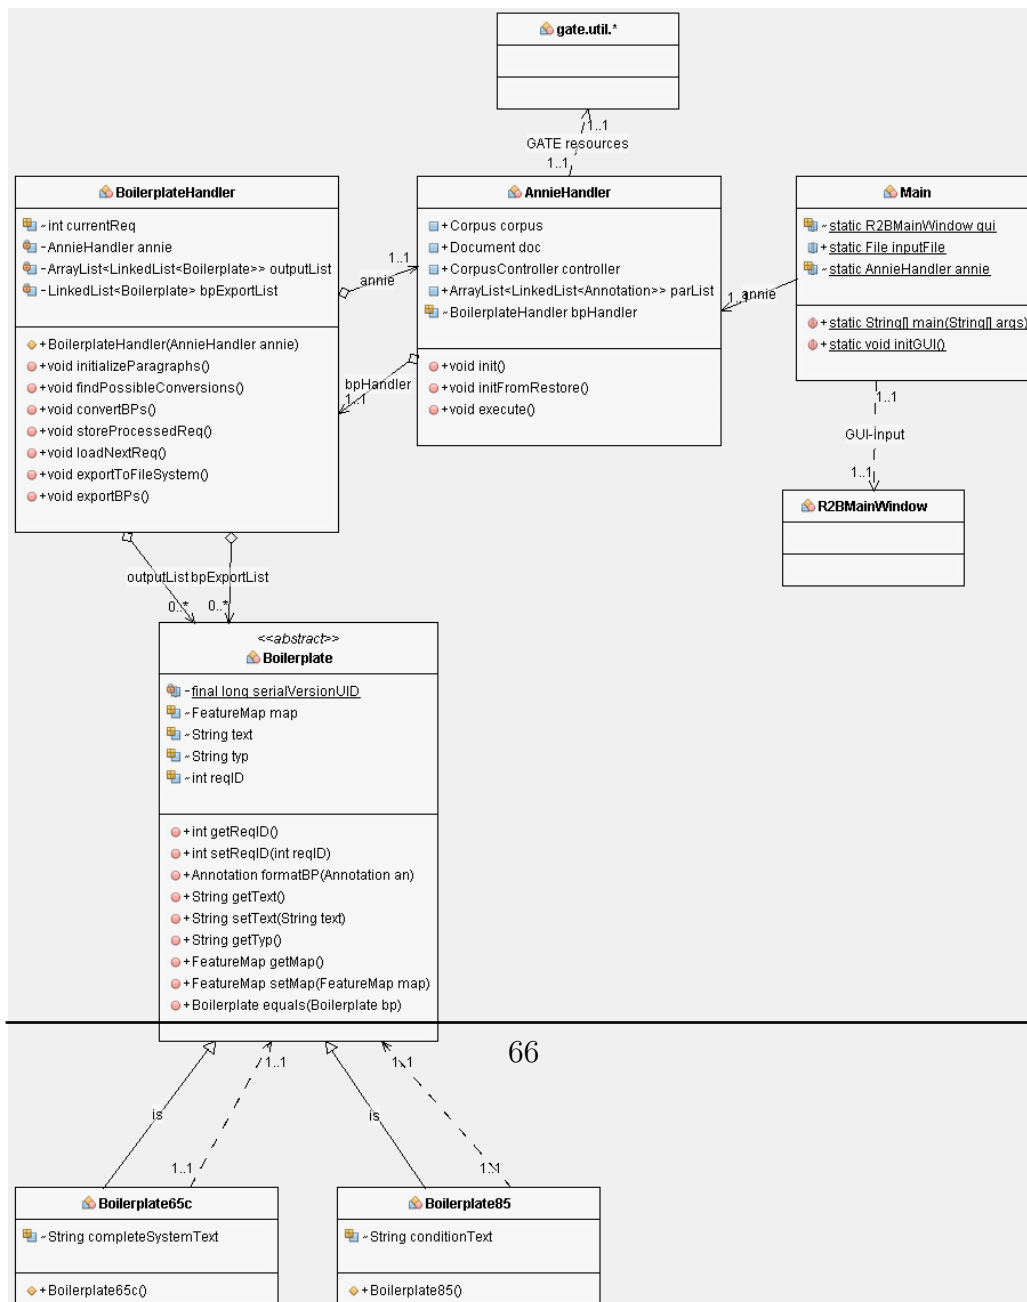 gate.util.*
1..1
GATE resources
1..1
BoilerplateHandler
~int currentReq
-AnnieHandler annie
-ArrayList<LinkedList<Boilerplate>> outputList
-LinkedList<Boilerplate> bpExportList
+BoilerplateHandler(AnnieHandler annie)
+void initializeParagraphs()
+void findPossibleConversions()
+void convertBPs()
+void storeProcessedReq()
+void loadNextReq()
+void exportToFileSystem()
+void exportBPs()
1..1
annie
bpHandler
1..1
AnnieHandler
+Corpus corpus
+Document doc
+CorpusController controller
+ArrayList<LinkedList<Annotation>> parList
~BoilerplateHandler bpHandler
+void init()
+void initFromRestore()
+void execute()
1..1
annie
Main
~static R2BMainWindow gui
+static File inputFile
~static AnnieHandler annie
+static String[] main(String[] args)
+static void initGUI()
1..1
GUI-Input
1..1
R2BMainWindow
outputList
bpExportList
0..*
0..*
<<abstract>>
Boilerplate
-final long serialVersionUID
~FeatureMap map
~String text
~String typ
~int reqID
+int getReqID()
+int setReqID(int reqID)
+Annotation formatBP(Annotation an)
+String getText()
+String setText(String text)
+String getTyp()
+FeatureMap getMap()
+FeatureMap setMap(FeatureMap map)
+Boilerplate equals(Boilerplate bp)
66
1..1
1..1
is
is
1..1
1..1
Boilerplate65c
~String completeSystemText
+Boilerplate65c()
Boilerplate85
~String conditionText
+Boilerplate85()